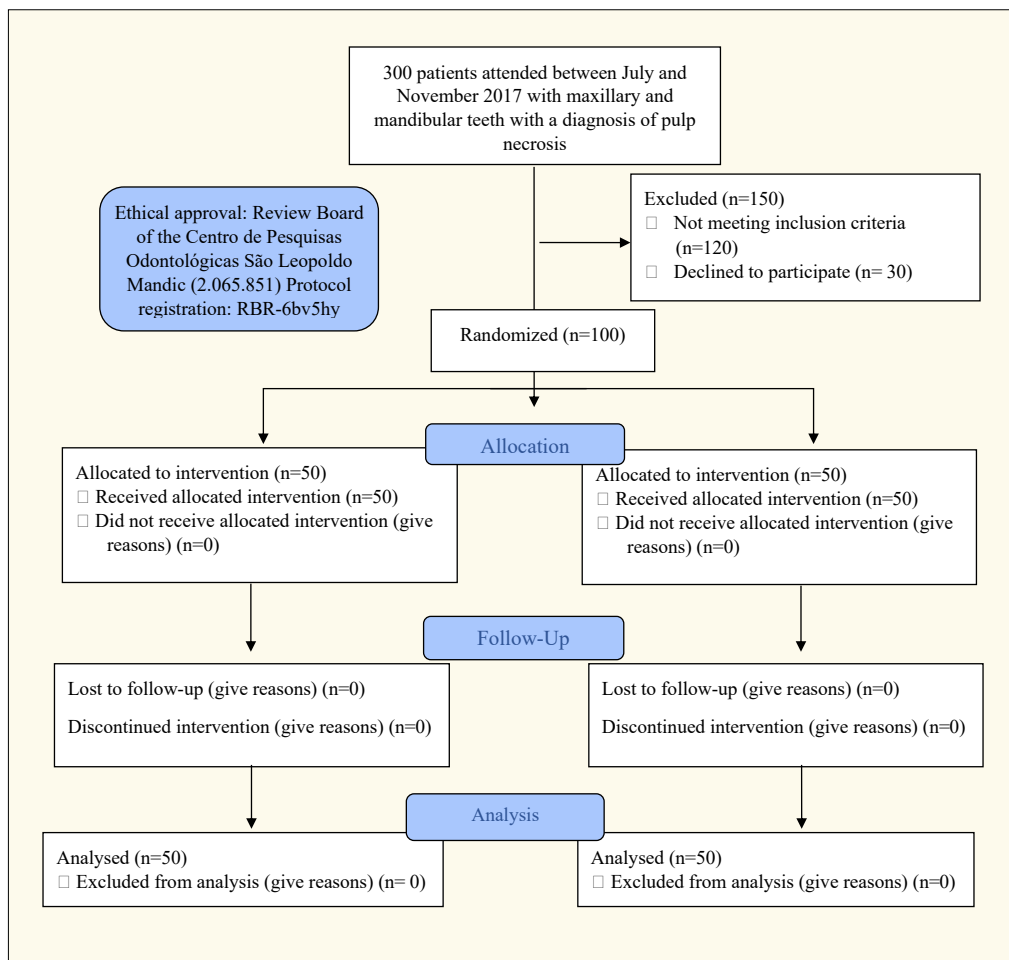 300 patients attended between July and
November 2017 with maxillary and
mandibular teeth with a diagnosis of pulp
necrosis
Ethical approval: Review Board
of the Centro de Pesquisas
Odontológicas São Leopoldo
Mandic (2.065.851) Protocol
registration: RBR-6bv5hy
Excluded (n=150)
Not meeting inclusion criteria
(n=120)
Declined to participate (n= 30)
Randomized (n=100)
Allocation
Allocated to intervention (n=50)
Received allocated intervention (n=50)
Did not receive allocated intervention (give
reasons) (n=0)
Allocated to intervention (n=50)
Received allocated intervention (n=50)
Did not receive allocated intervention (give
reasons) (n=0)
Follow-Up
Lost to follow-up (give reasons) (n=0)
Discontinued intervention (give reasons) (n=0)
Lost to follow-up (give reasons) (n=0)
Discontinued intervention (give reasons) (n=0)
Analysis
Analysed (n=50)
Excluded from analysis (give reasons) (n= 0)
Analysed (n=50)
Excluded from analysis (give reasons) (n=0)